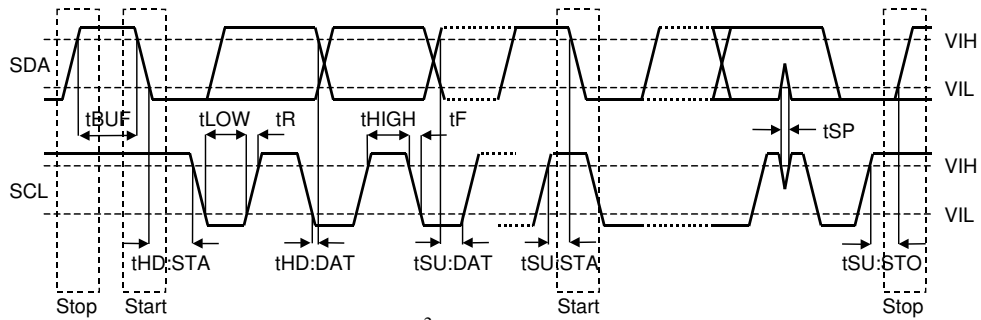 VIH
SDA
VIL
tBUF tLOW tR tHIGH tF tSP
VIH
SCL
VIL
tHD:STA tHD:DAT tSU:DAT tSU:STA tSU:STO
Stop Start Start Stop
2